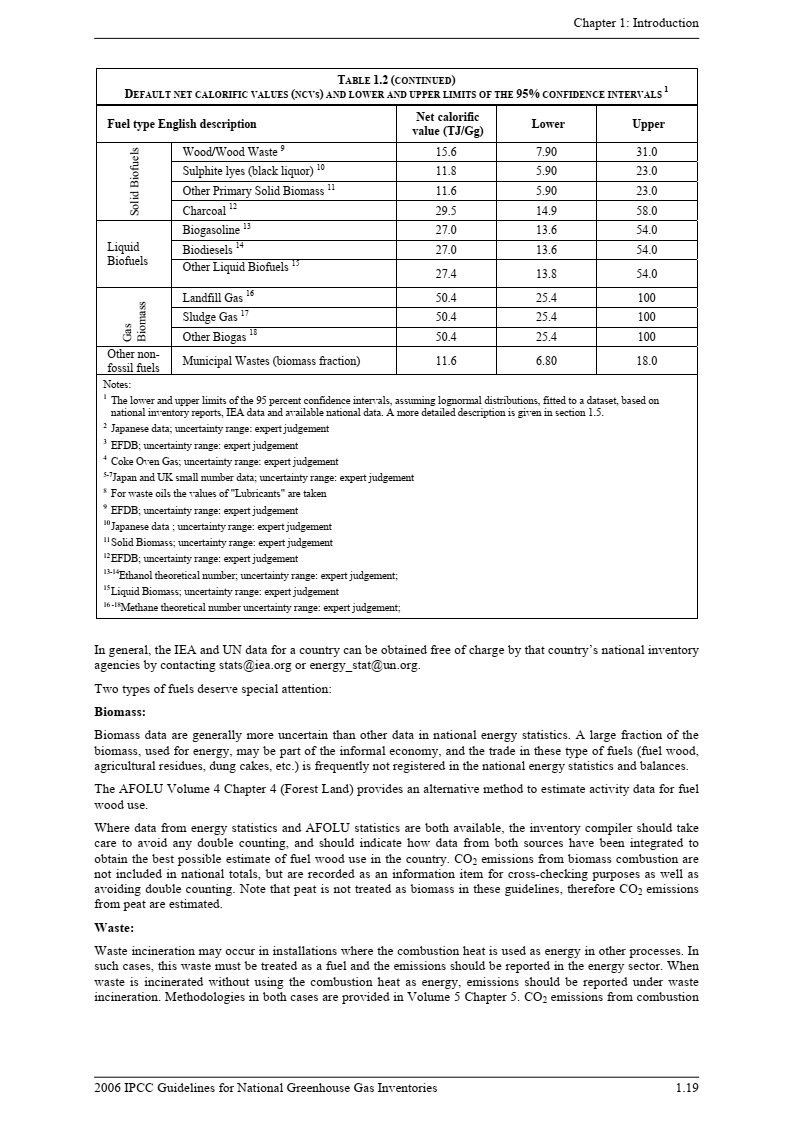 Chapter 1: Introduction
TABLE 1.2 (CONTINUED)
DEFAULT NET CALORIFIC VALUES (NCVs) AND LOWER AND UPPER LIMITS OF THE 95% CONFIDENCE INTERVALS 1
Fuel type English description Net calorific value (TJ/Gg) Lower Upper
Solid Biofuels
Wood/Wood Waste 9 15.6 7.90 31.0
Sulphite lyes (black liquor) 10 11.8 5.90 23.0
Other Primary Solid Biomass 11 11.6 5.90 23.0
Charcoal 12 29.5 14.9 58.0
Liquid Biofuels
Biogasoline 13 27.0 13.6 54.0
Biodiesels 14 27.0 13.6 54.0
Other Liquid Biofuels 15 27.4 13.8 54.0
Gas Biomass
Landfill Gas 16 50.4 25.4 100
Sludge Gas 17 50.4 25.4 100
Other Biogas 18 50.4 25.4 100
Other non-fossil fuels
Municipal Wastes (biomass fraction) 11.6 6.80 18.0
Notes:
1 The lower and upper limits of the 95 percent confidence intervals, assuming lognormal distributions, fitted to a dataset, based on
national inventory reports, IEA data and available national data. A more detailed description is given in section 1.5.
2 Japanese data; uncertainty range: expert judgement
3 EFDB; uncertainty range: expert judgement
4 Coke Oven Gas; uncertainty range: expert judgement
5-7Japan and UK small number data; uncertainty range: expert judgement
8 For waste oils the values of "Lubricants" are taken
9 EFDB; uncertainty range: expert judgement
10 Japanese data ; uncertainty range: expert judgement
11 Solid Biomass; uncertainty range: expert judgement
12 EFDB; uncertainty range: expert judgement
13-14Ethanol theoretical number; uncertainty range: expert judgement;
15 Liquid Biomass; uncertainty range: expert judgement
16 -18Methane theoretical number uncertainty range: expert judgement;
In general, the IEA and UN data for a country can be obtained free of charge by that country's national inventory
agencies by contacting stats@iea.org or energy_stat@un.org.
Two types of fuels deserve special attention:
Biomass:
Biomass data are generally more uncertain than other data in national energy statistics. A large fraction of the
biomass, used for energy, may be part of the informal economy, and the trade in these type of fuels (fuel wood,
agricultural residues, dung cakes, etc.) is frequently not registered in the national energy statistics and balances.
The AFOLU Volume 4 Chapter 4 (Forest Land) provides an alternative method to estimate activity data for fuel
wood use.
Where data from energy statistics and AFOLU statistics are both available, the inventory compiler should take
care to avoid any double counting, and should indicate how data from both sources have been integrated to
obtain the best possible estimate of fuel wood use in the country. CO2 emissions from biomass combustion are
not included in national totals, but are recorded as an information item for cross-checking purposes as well as
avoiding double counting. Note that peat is not treated as biomass in these guidelines, therefore CO2 emissions
from peat are estimated.
Waste:
Waste incineration may occur in installations where the combustion heat is used as energy in other processes. In
such cases, this waste must be treated as a fuel and the emissions should be reported in the energy sector. When
waste is incinerated without using the combustion heat as energy, emissions should be reported under waste
incineration. Methodologies in both cases are provided in Volume 5 Chapter 5. CO2 emissions from combustion
2006 IPCC Guidelines for National Greenhouse Gas Inventories 1.19